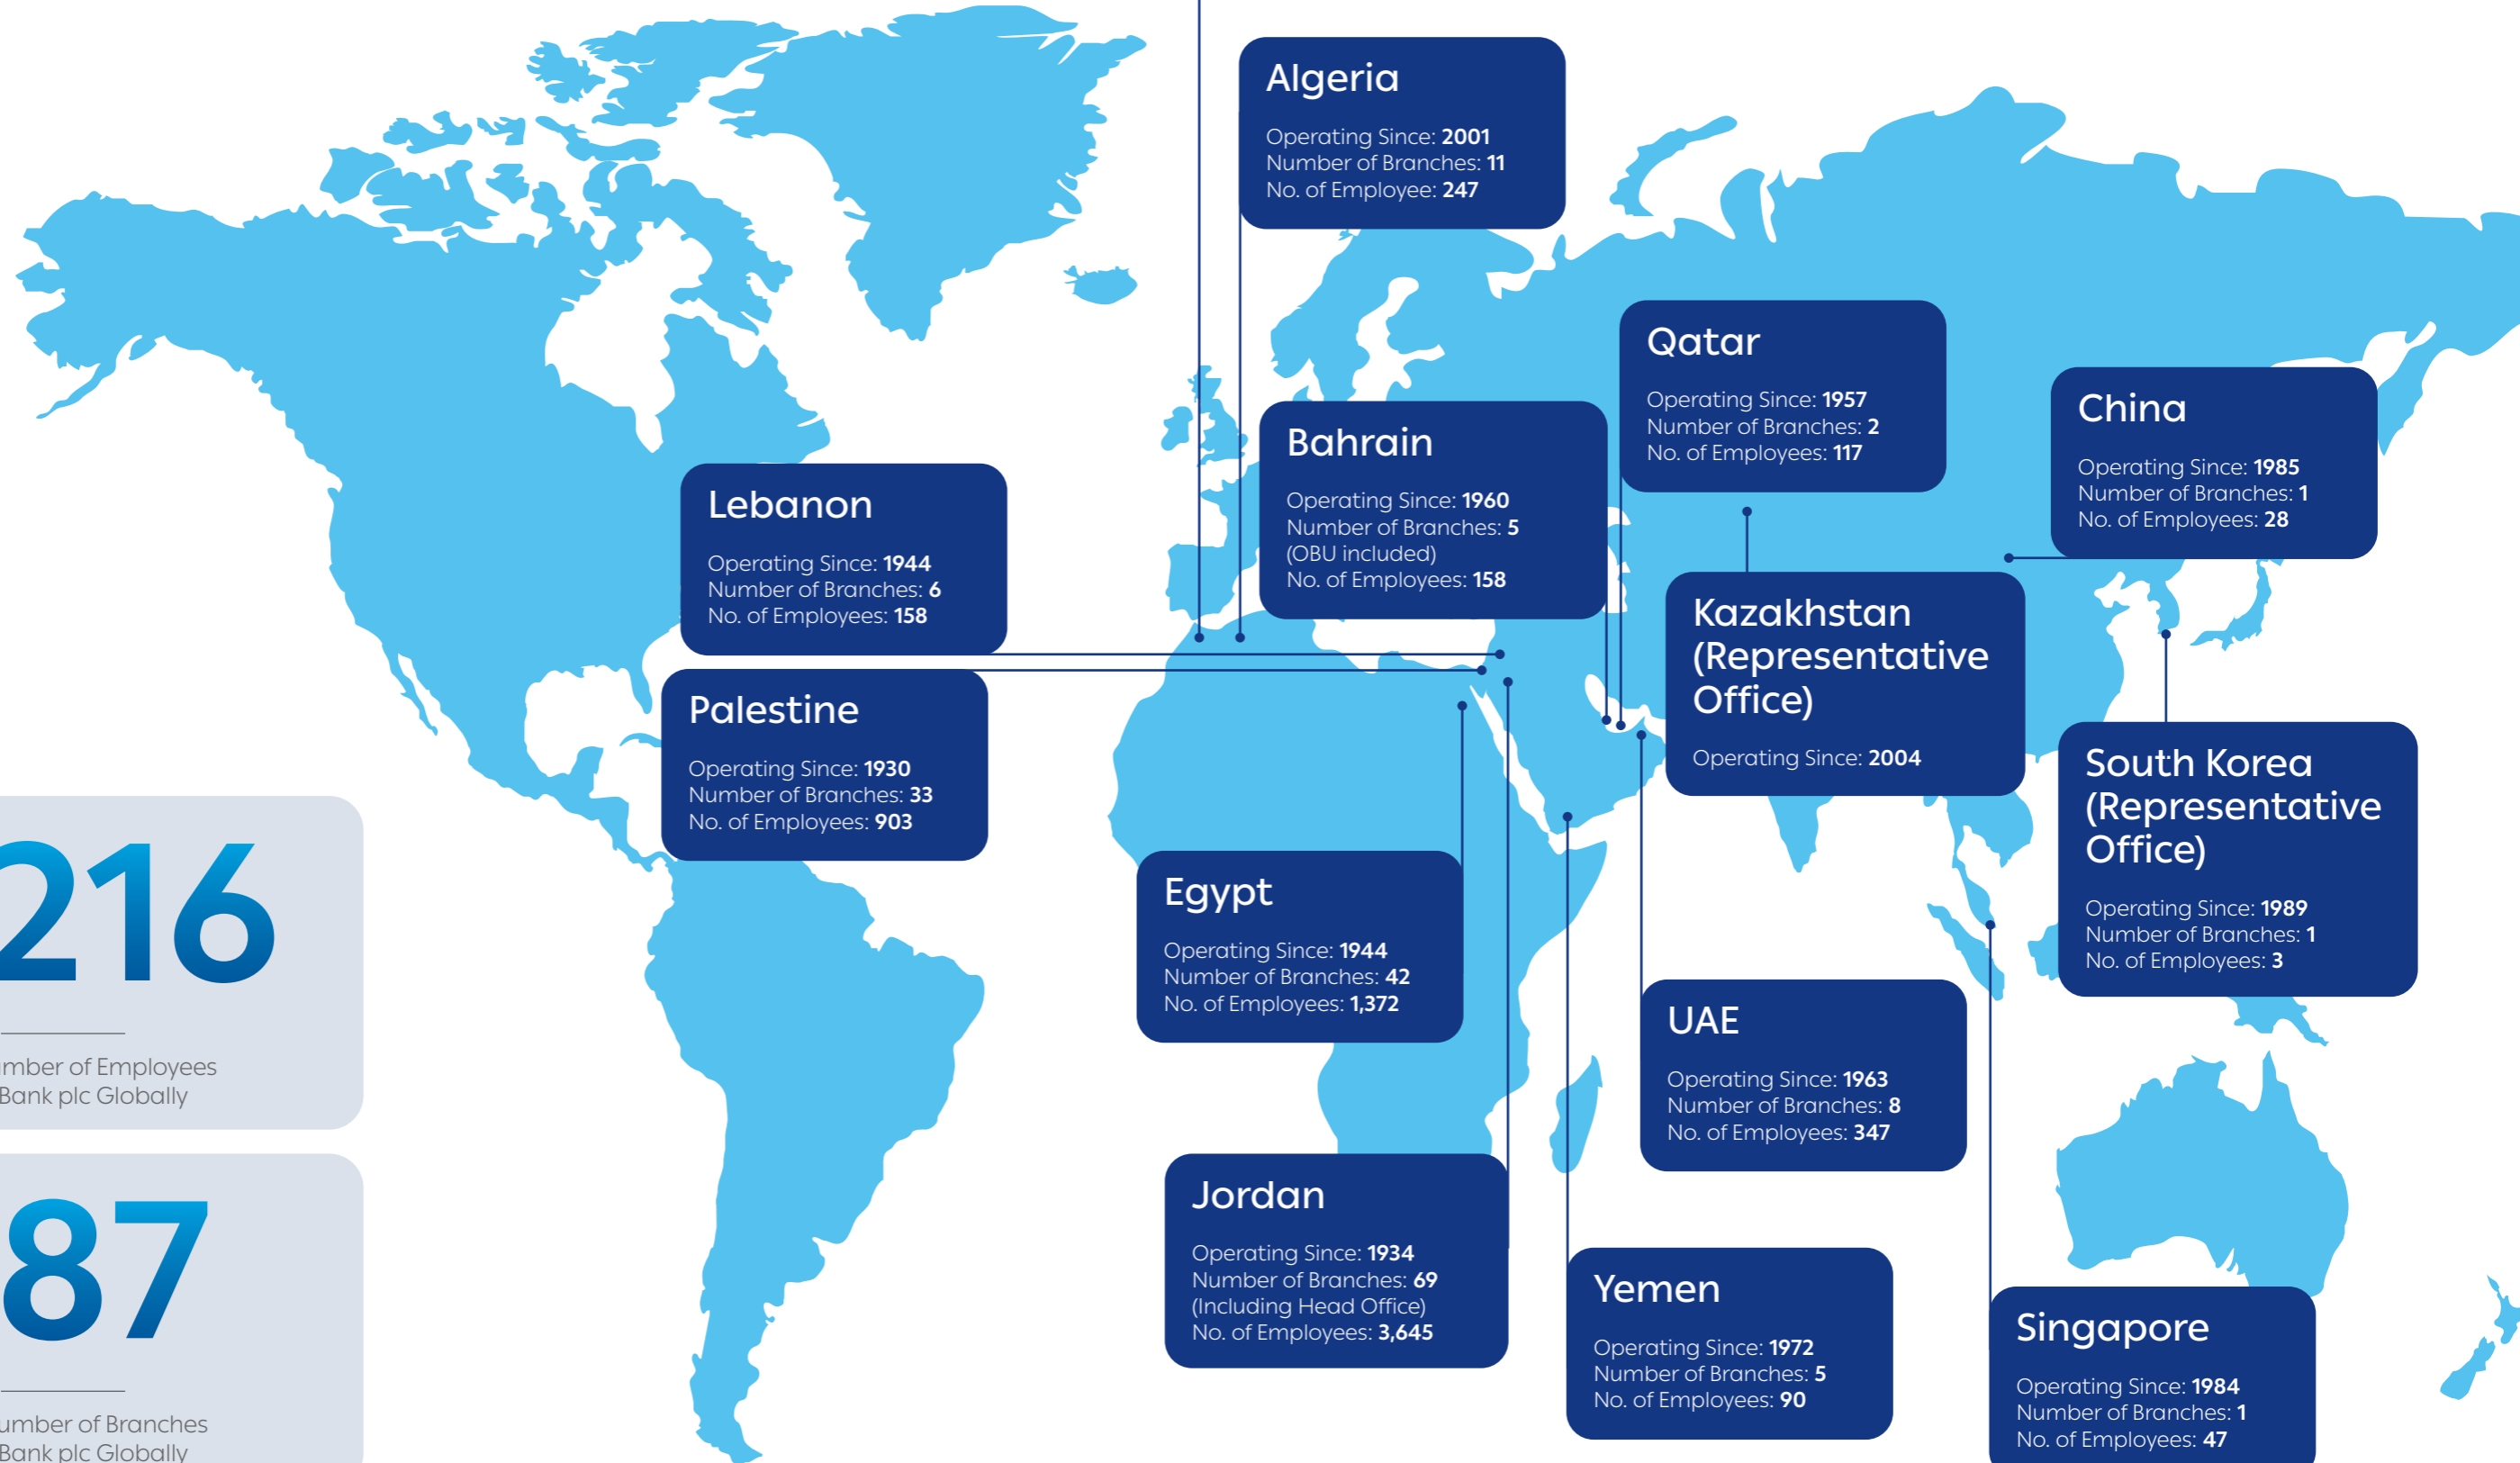 Algeria
Operating Since: 2001
Number of Branches: 11
No. of Employee: 247
Qatar
Operating Since: 1957
Number of Branches: 2
No. of Employees: 117
China
Operating Since: 1985
Number of Branches: 1
No. of Employees: 28
Bahrain
Operating Since: 1960
Number of Branches: 5
(OBU included)
No. of Employees: 158
Lebanon
Operating Since: 1944
Number of Branches: 6
No. of Employees: 158
Kazakhstan
(Representative
Office)
Operating Since: 2004
Palestine
Operating Since: 1930
Number of Branches: 33
No. of Employees: 903
South Korea
(Representative
Office)
Operating Since: 1989
Number of Branches: 1
No. of Employees: 3
216
of Employees
Bank plc Globally
Egypt
Operating Since: 1944
Number of Branches: 42
No. of Employees: 1,372
UAE
Operating Since: 1963
Number of Branches: 8
No. of Employees: 347
87
of Branches
Bank plc Globally
Jordan
Operating Since: 1934
Number of Branches: 69
(Including Head Office)
No. of Employees: 3,645
Yemen
Operating Since: 1972
Number of Branches: 5
No. of Employees: 90
Singapore
Operating Since: 1984
Number of Branches: 1
No. of Employees: 47